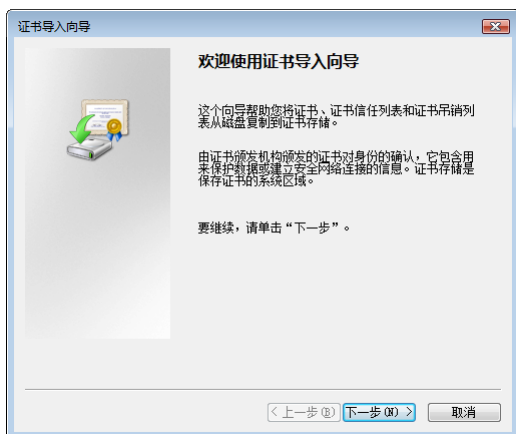 证书导入向导
欢迎使用证书导入向导
这个向导帮助您将证书、证书信任列表和证书吊销列
表从磁盘复制到证书存储。
由证书颁发机构颁发的证书对身份的确认，它包含用
来保护数据或建立安全网络连接的信息。证书存储是
保存证书的系统区域。
要继续，请单击“下一步”。
< 上一步(B) 下一步(N) > 取消